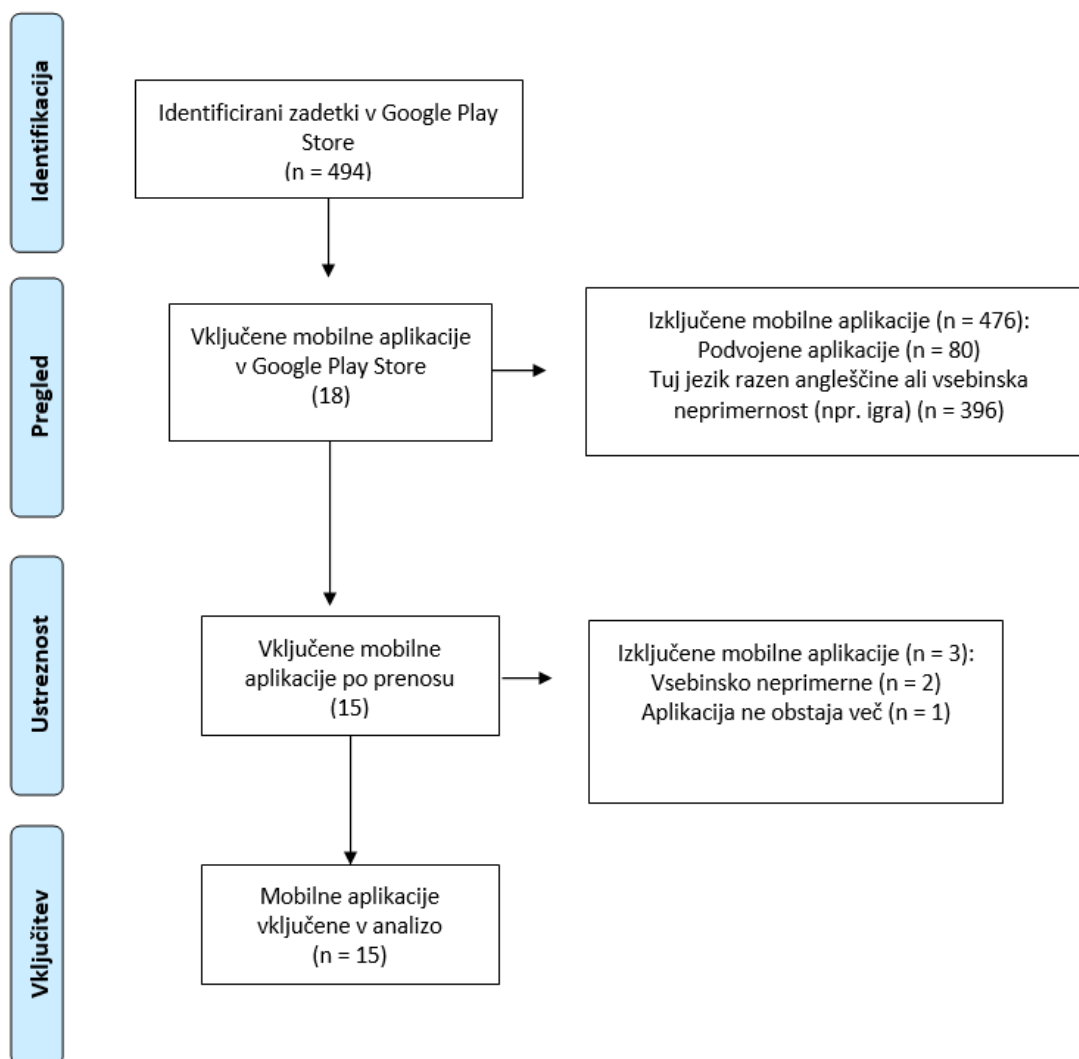 Identifikacija
Identificirani zadetki v Google Play
Store
(n = 494)
Pregled
Vključene mobilne aplikacije
v Google Play Store
(18)
Izključene mobilne aplikacije (n = 476):
Podvojene aplikacije (n = 80)
Tuj jezik razen angleščine ali vsebinska
neprimernost (npr. igra) (n = 396)
Ustreznost
Vključene mobilne
aplikacije po prenosu
(15)
Izključene mobilne aplikacije (n = 3):
Vsebinsko neprimerne (n = 2)
Aplikacija ne obstaja več (n = 1)
Vključitev
Mobilne aplikacije
vključene v analizo
(n = 15)